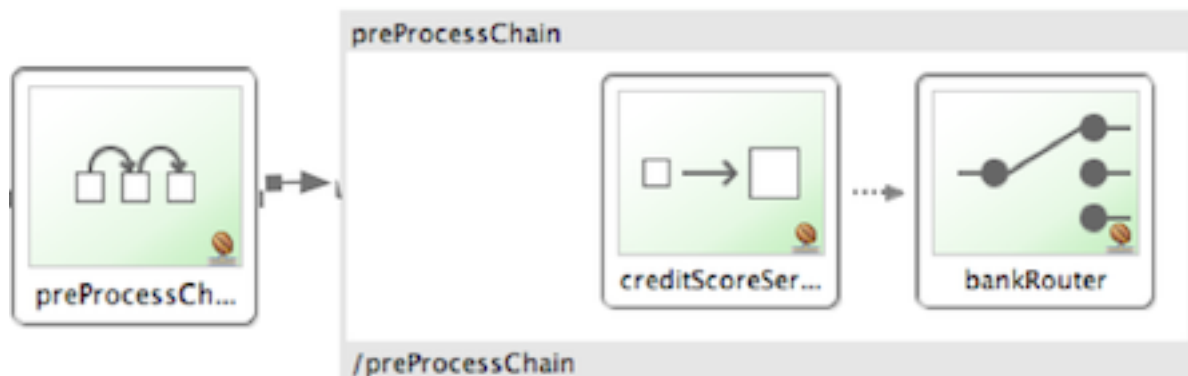 preProcessChain
preProcessCh...
creditScoreSer...
bankRouter
/preProcessChain